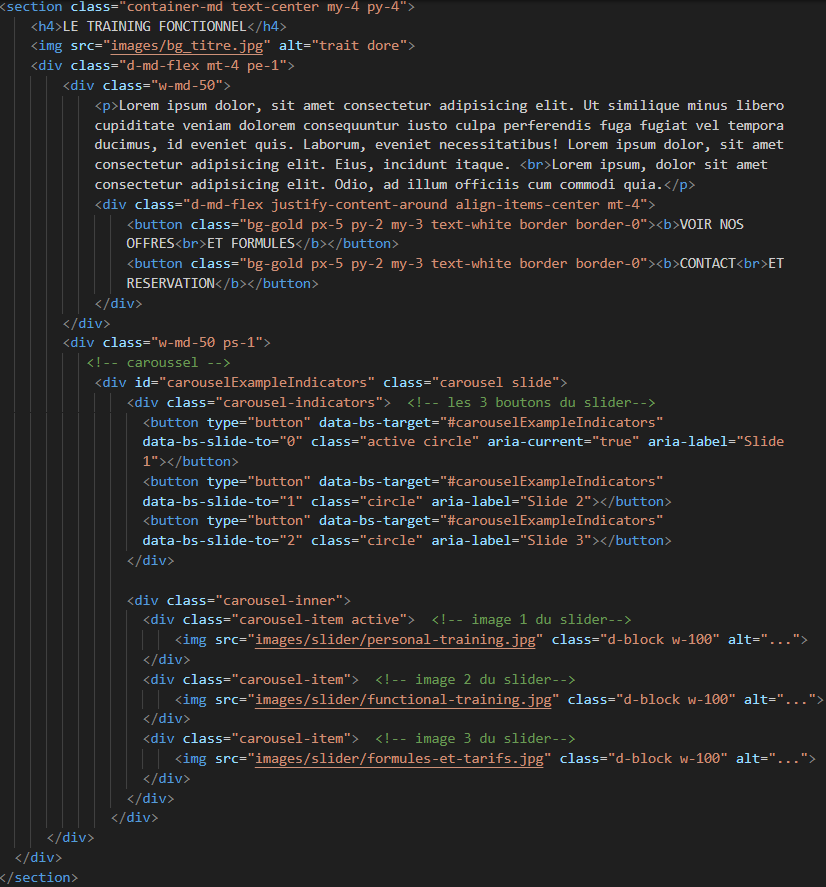 <section class="container-md text-center my-4 py-4">
<h4>LE TRAINING FONCTIONNEL</h4>
<img src="images/bg_titre.jpg" alt="trait dore">
<div class="d-md-flex mt-4 pe-1">
<div class="w-md-50">
<p>Lorem ipsum dolor, sit amet consectetur adipisicing elit. Ut similique minus libero
cupiditate veniam dolorem consequuntur iusto culpa perferendis fuga fugiat vel tempora
ducimus, id eveniet quis. Laborum, eveniet necessitatibus! Lorem ipsum dolor, sit amet
consectetur adipisicing elit. Eius, incidunt itaque. <br>Lorem ipsum, dolor sit amet
consectetur adipisicing elit. Odio, ad illum officiis cum commodi quia.</p>
<div class="d-md-flex justify-content-around align-items-center mt-4">
<button class="bg-gold px-5 py-2 my-3 text-white border border-0"><b>VOIR NOS
OFFRES<br>ET FORMULES</b></button>
<button class="bg-gold px-5 py-2 my-3 text-white border border-0"><b>CONTACT<br>ET
RESERVATION</b></button>
</div>
</div>
<div class="w-md-50 ps-1">
<!-- caroussel -->
<div id="carouselExampleIndicators" class="carousel slide">
<div class="carousel-indicators"> <!-- les 3 boutons du slider-->
<button type="button" data-bs-target="#carouselExampleIndicators"
data-bs-slide-to="0" class="active circle" aria-current="true" aria-label="Slide
1"></button>
<button type="button" data-bs-target="#carouselExampleIndicators"
data-bs-slide-to="1" class="circle" aria-label="Slide 2"></button>
<button type="button" data-bs-target="#carouselExampleIndicators"
data-bs-slide-to="2" class="circle" aria-label="Slide 3"></button>
</div>
<div class="carousel-inner">
<div class="carousel-item active"> <!-- image 1 du slider-->
<img src="images/slider/personal-training.jpg" class="d-block w-100" alt="...">
</div>
<div class="carousel-item"> <!-- image 2 du slider-->
<img src="images/slider/functional-training.jpg" class="d-block w-100" alt="...">
</div>
<div class="carousel-item"> <!-- image 3 du slider-->
<img src="images/slider/formules-et-tarifs.jpg" class="d-block w-100" alt="...">
</div>
</div>
</div>
</div>
</div>
</section>